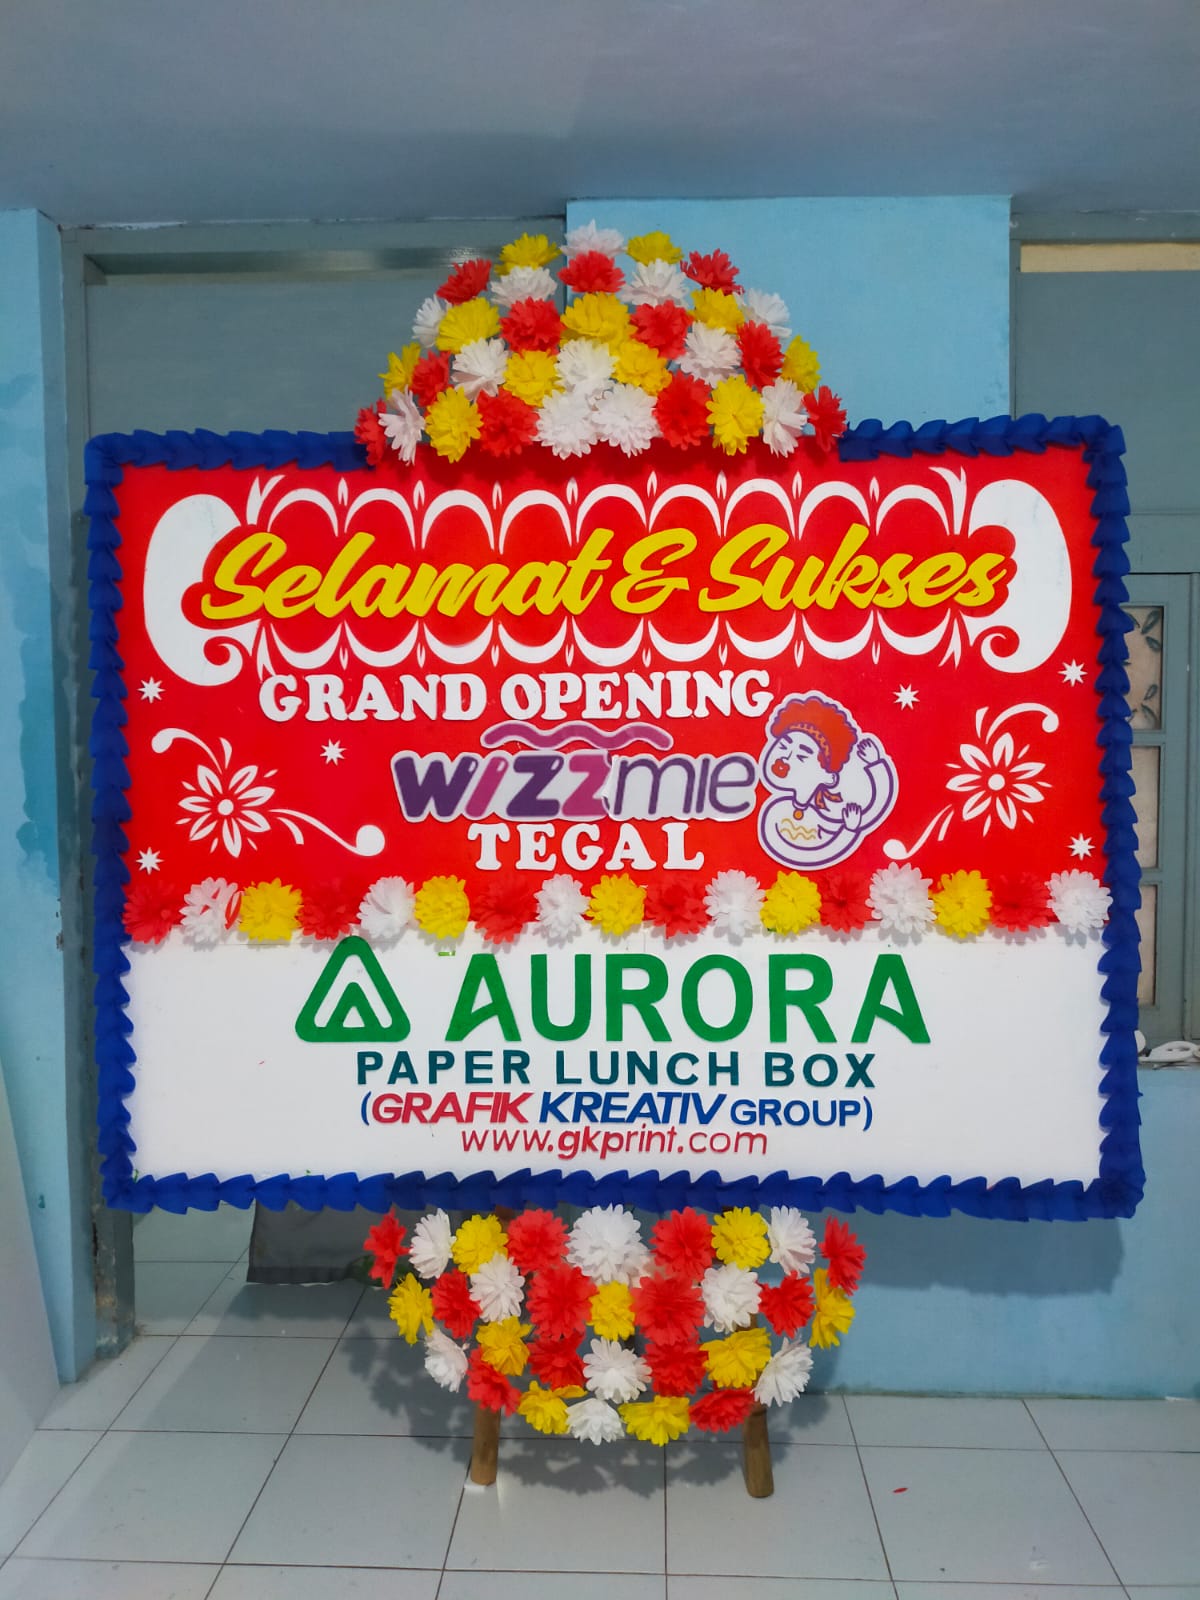 Selamat & Sukses
GRAND OPENING
wizzmie
TEGAL
AURORA
PAPER LUNCH BOX
(GRAFIK KREATIV GROUP)
www.gkprint.com